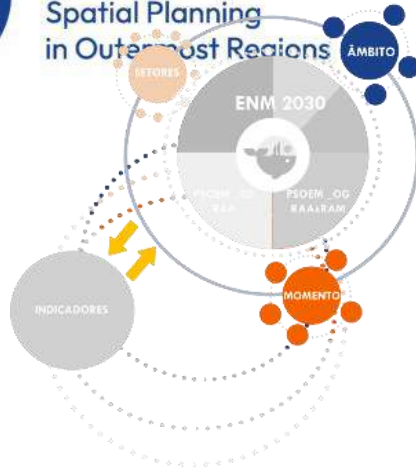 Spatial Planning
in Outermost Regions
ÂMBITO
SETORES
ENM 2030
PSOEM_OG
RAA
PSOEM_OG
RAA&RAM
MOMENTO
INDICADORES